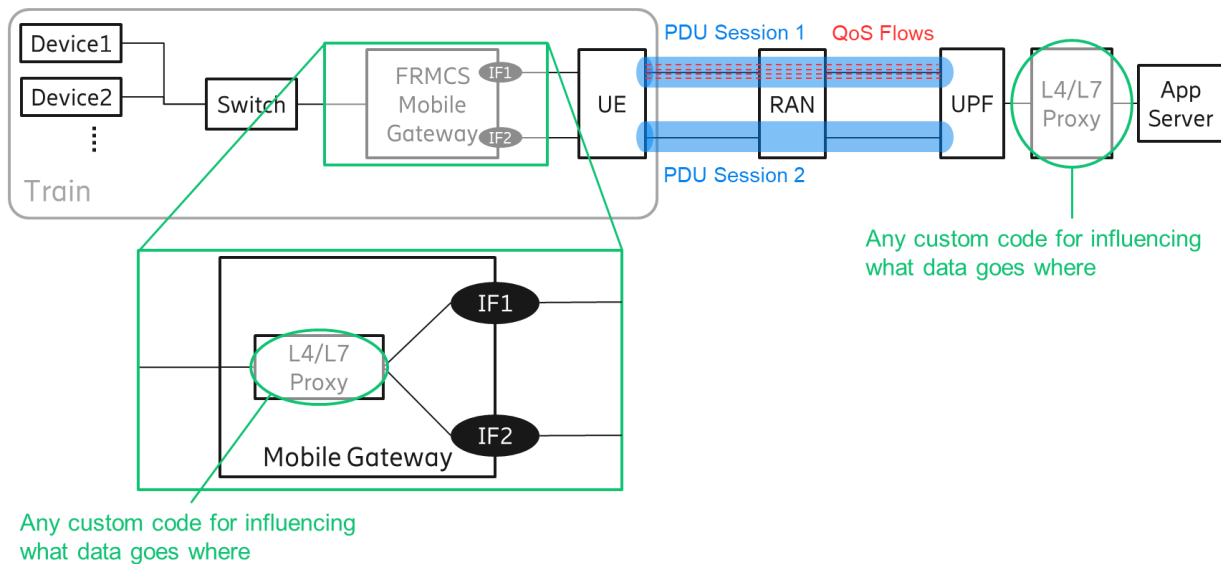 PDU Session 1
QoS Flows
Device1
Device2
Switch
FRMCS
Mobile
Gateway
IF1
IF2
UE
RAN
UPF
L4/L7
Proxy
App
Server
Train
PDU Session 2
Any custom code for influencing
what data goes where
IF1
L4/L7
Proxy
IF2
Mobile Gateway
Any custom code for influencing
what data goes where